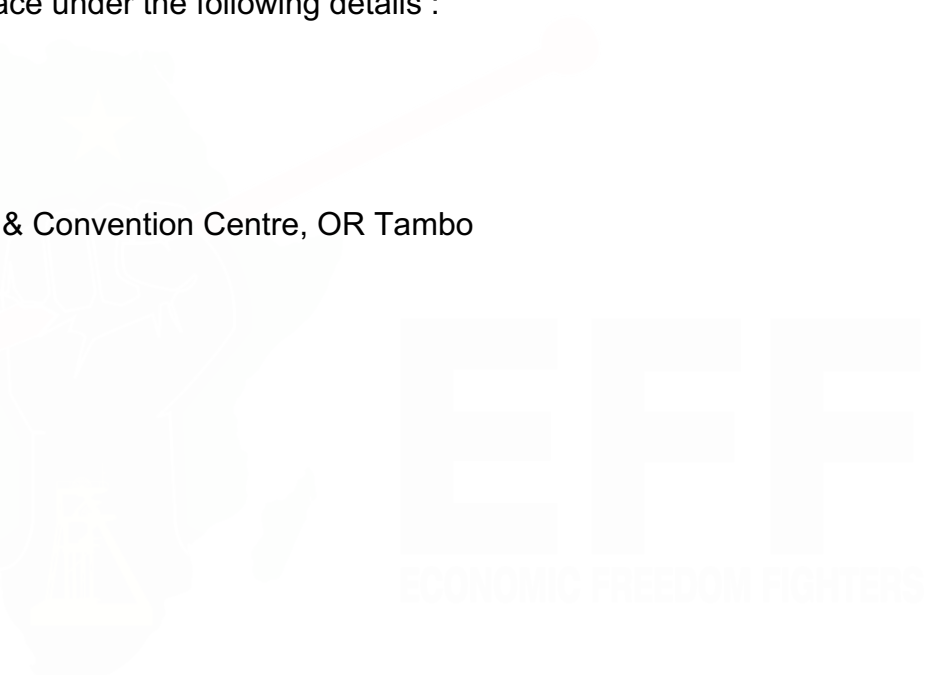 ace under the following details :
& Convention Centre, OR Tambo
EFF
ECONOMIC FREEDOM FIGHTERS